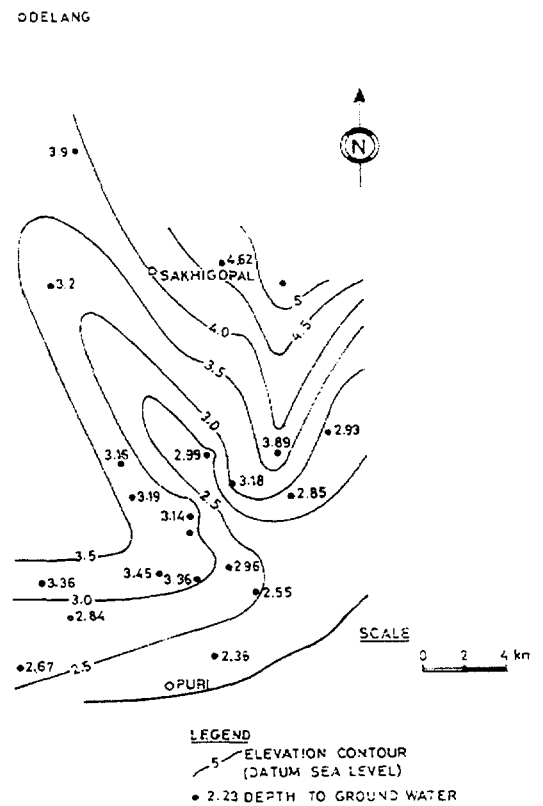 ODELANG
N
3.9
4.62
SAKHIGOPAL
3.2
5
4.5
4.0
3.5
3.0
2.93
3.89
2.99
3.16
3.18
2.85
3.19
2.5
3.14
3.5
2.96
3.45
3.36
3.36
2.55
3.0
2.84
SCALE
2.36
2.67
2.5
0 2 4 km
PURI
LEGEND
5 ELEVATION CONTOUR
(DATUM SEA LEVEL)
• 2.23 DEPTH TO GROUND WATER